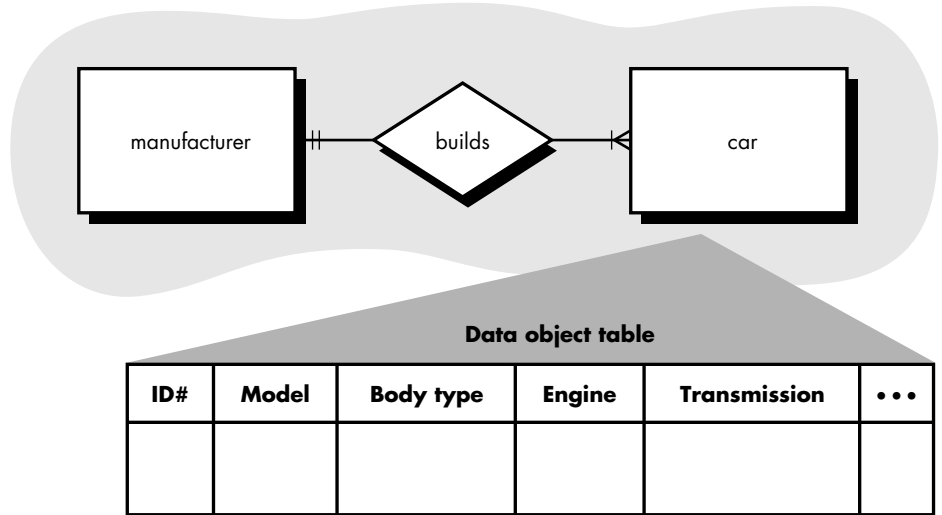 manufacturer builds car
Data object table
ID# Model Body type Engine Transmission •••